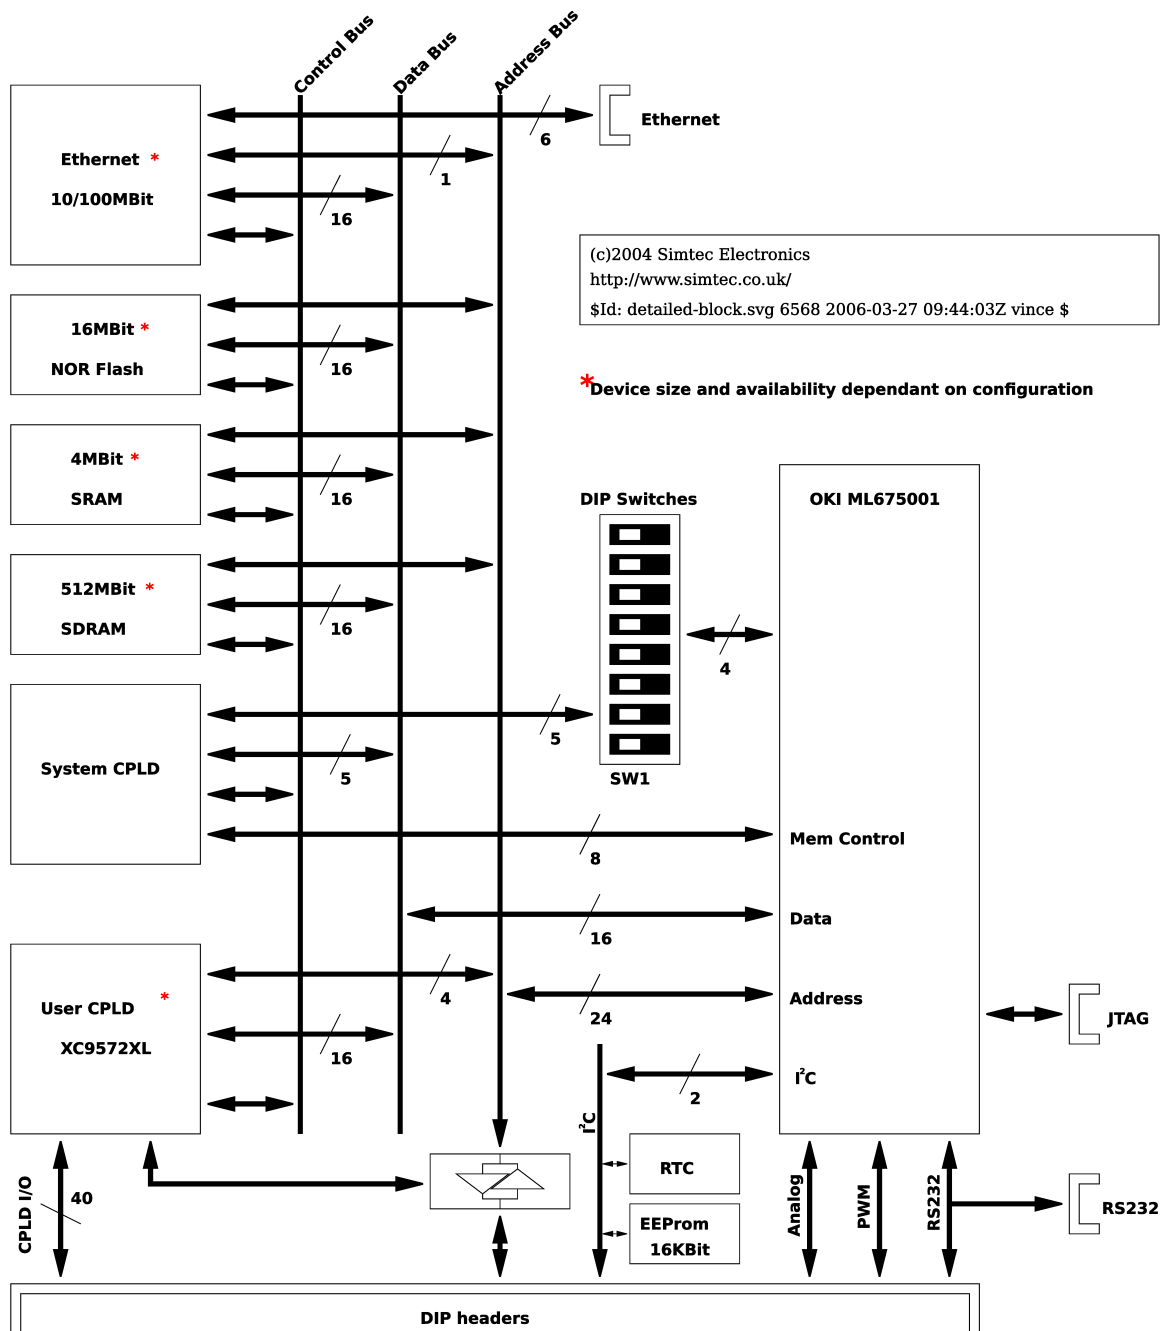 Control Bus
Data Bus
Address Bus
6
Ethernet
Ethernet *
10/100MBit
1
16
(c)2004 Simtec Electronics
http://www.simtec.co.uk/
$Id: detailed-block.svg 6568 2006-03-27 09:44:03Z vince $
16MBit *
NOR Flash
16
*Device size and availability dependant on configuration
4MBit *
SRAM
16
DIP Switches
OKI ML675001
512MBit *
SDRAM
16
4
5
System CPLD
5
SW1
8
Mem Control
16
Data
User CPLD *
XC9572XL
4
16
24
Address
JTAG
2
I²C
I²C
RTC
EEProm
16KBit
CPLD I/O
40
Analog
PWM
RS232
RS232
DIP headers